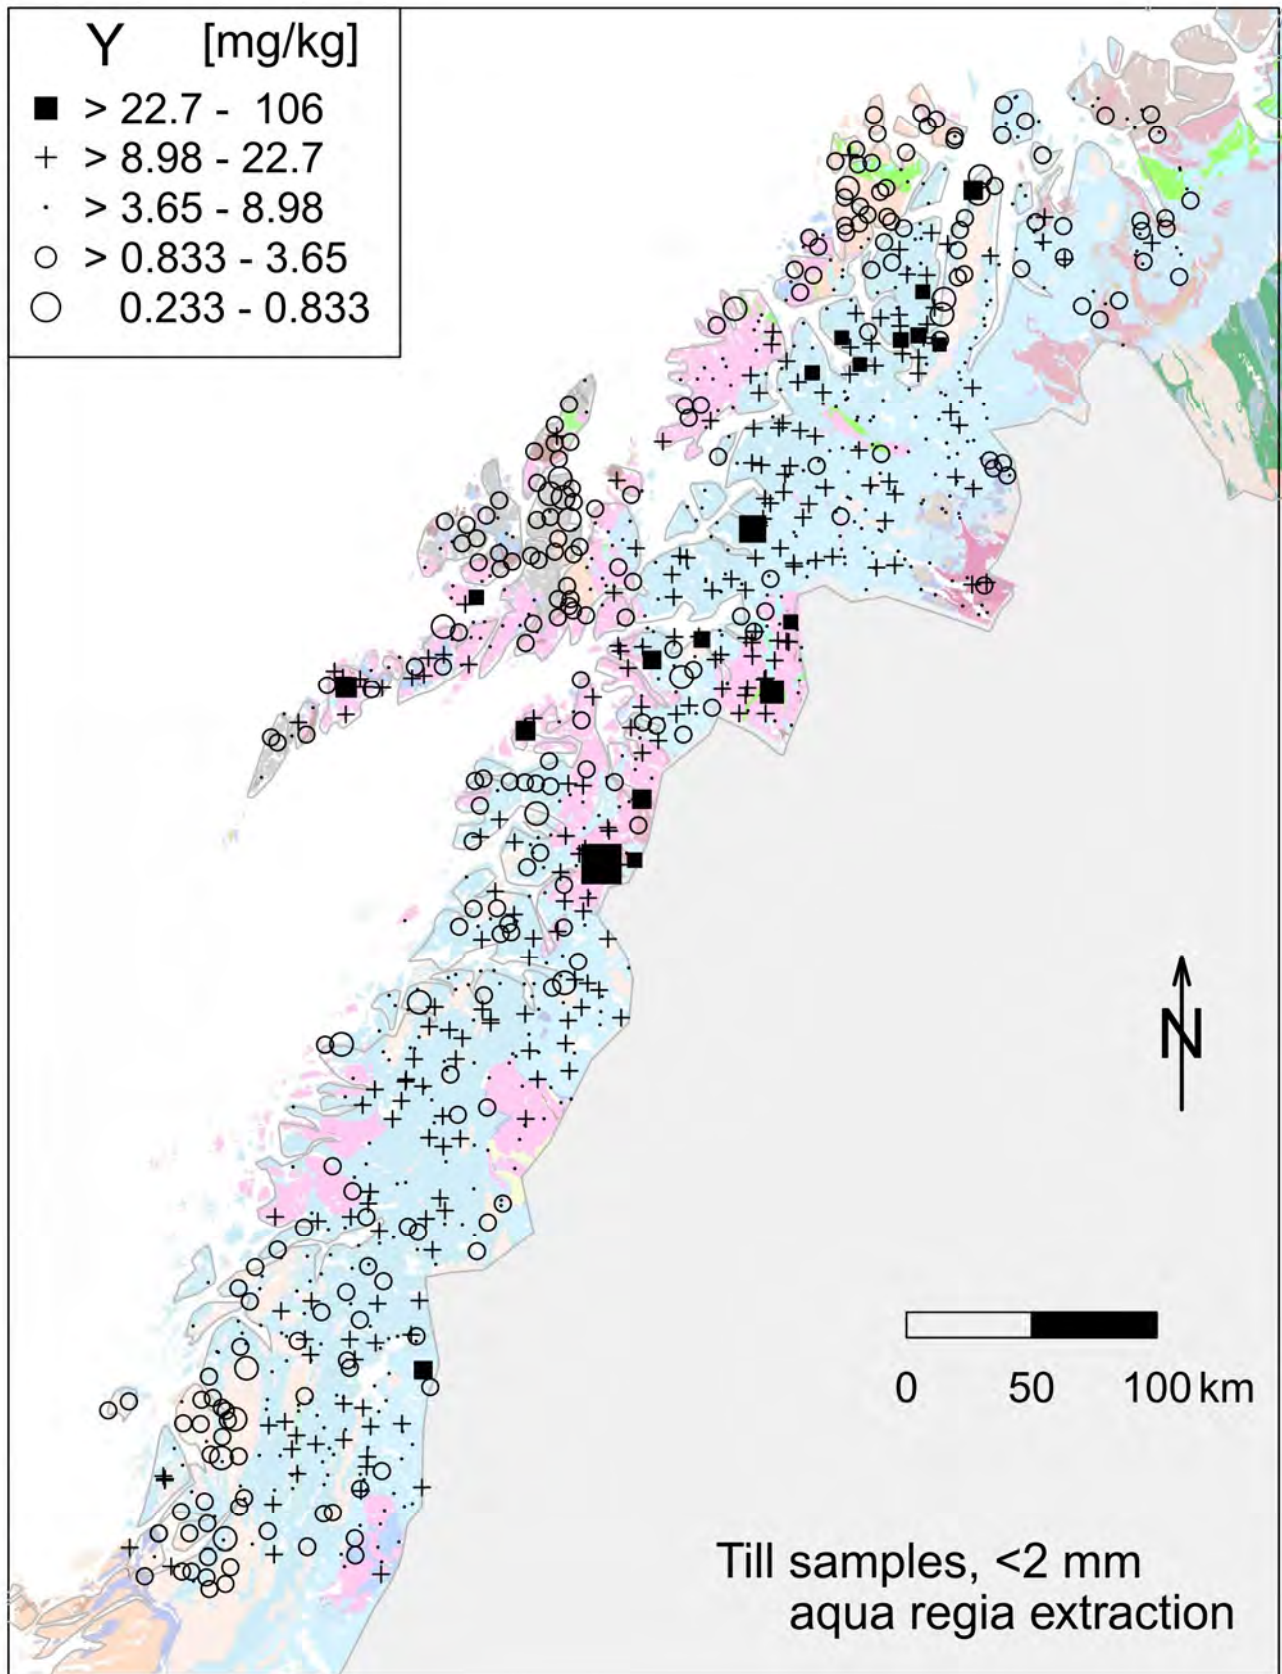 Y [mg/kg]
> 22.7 - 106
> 8.98 - 22.7
> 3.65 - 8.98
> 0.833 - 3.65
0.233 - 0.833
N
0 50 100 km
Till samples, <2 mm
aqua regia extraction